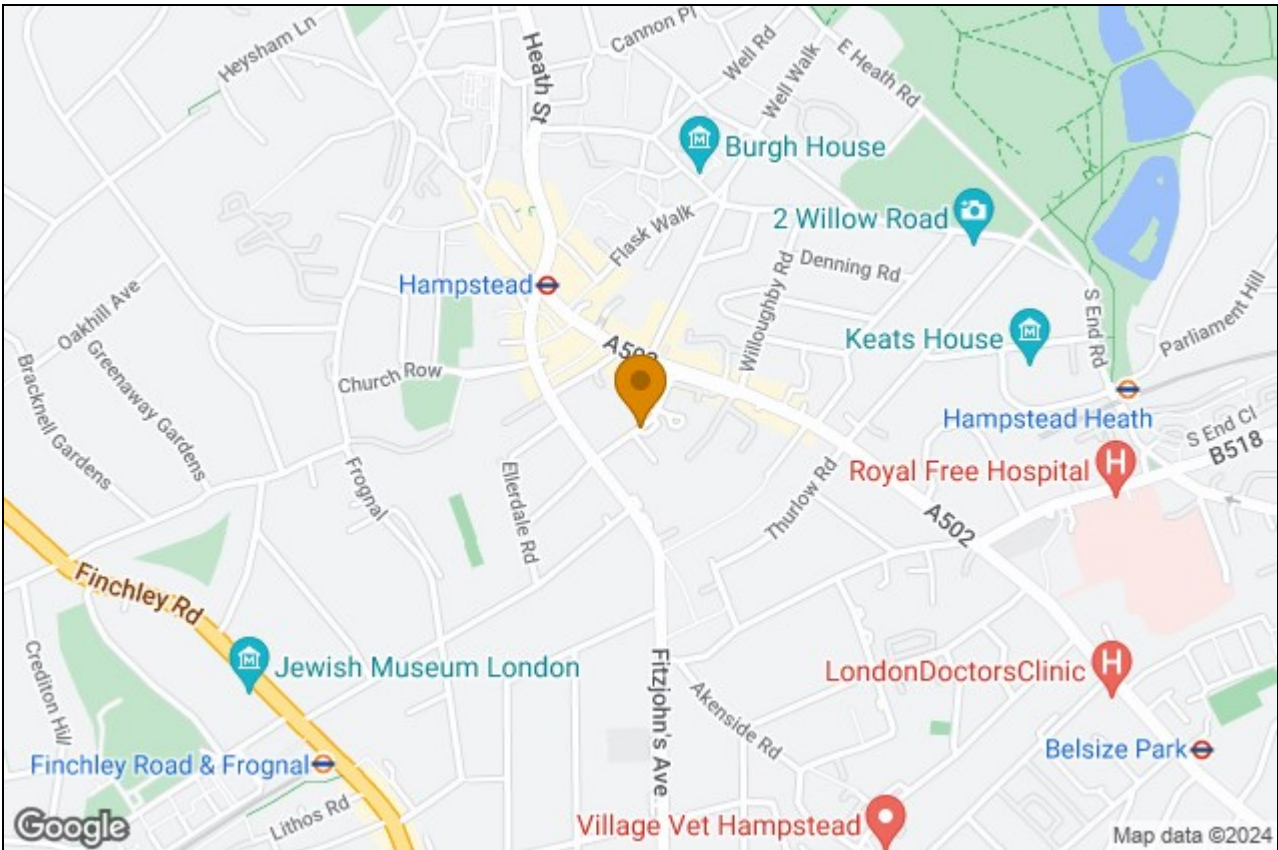 Heysham Ln
Heath St
Cannon Pl
Well Rd
Well Walk
E Heath Rd
Burgh House
2 Willow Road
Flask Walk
Denning Rd
Hampstead
Willoughby Rd
S End Rd
Parliament Hill
Oakhill Ave
Keats House
A502
Greenaway Gardens
Bracknell Gardens
Church Row
Hampstead Heath
S End Cl
B518
Royal Free Hospital
Frognal
Ellerdale Rd
Thurlow Rd
A502
Finchley Rd
Crediton Hill
Jewish Museum London
Fitzjohn's Ave
LondonDoctorsClinic
Akenside Rd
Belsize Park
Finchley Road & Frognal
Lithos Rd
Village Vet Hampstead
Google
Map data ©2024